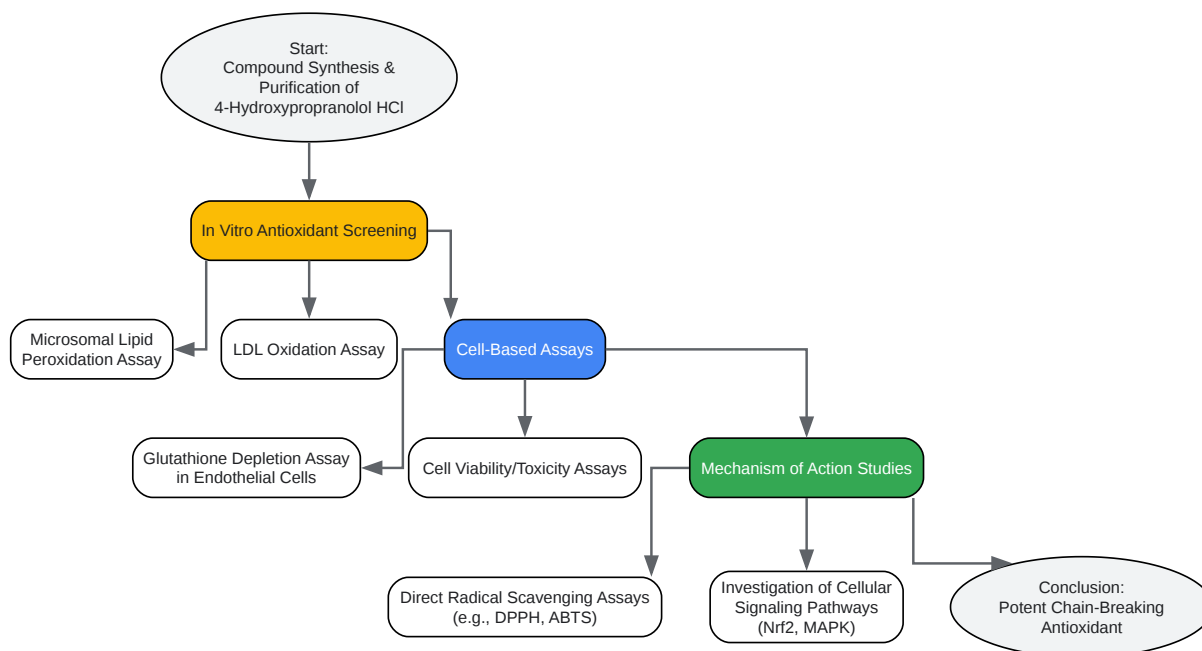 Start:
Compound Synthesis &
Purification of
4-Hydroxypropranolol HCl
In Vitro Antioxidant Screening
Microsomal Lipid
Peroxidation Assay
LDL Oxidation Assay
Cell-Based Assays
Glutathione Depletion Assay
in Endothelial Cells
Cell Viability/Toxicity Assays
Mechanism of Action Studies
Direct Radical Scavenging Assays
(e.g., DPPH, ABTS)
Investigation of Cellular
Signaling Pathways
(Nrf2, MAPK)
Conclusion:
Potent Chain-Breaking
Antioxidant